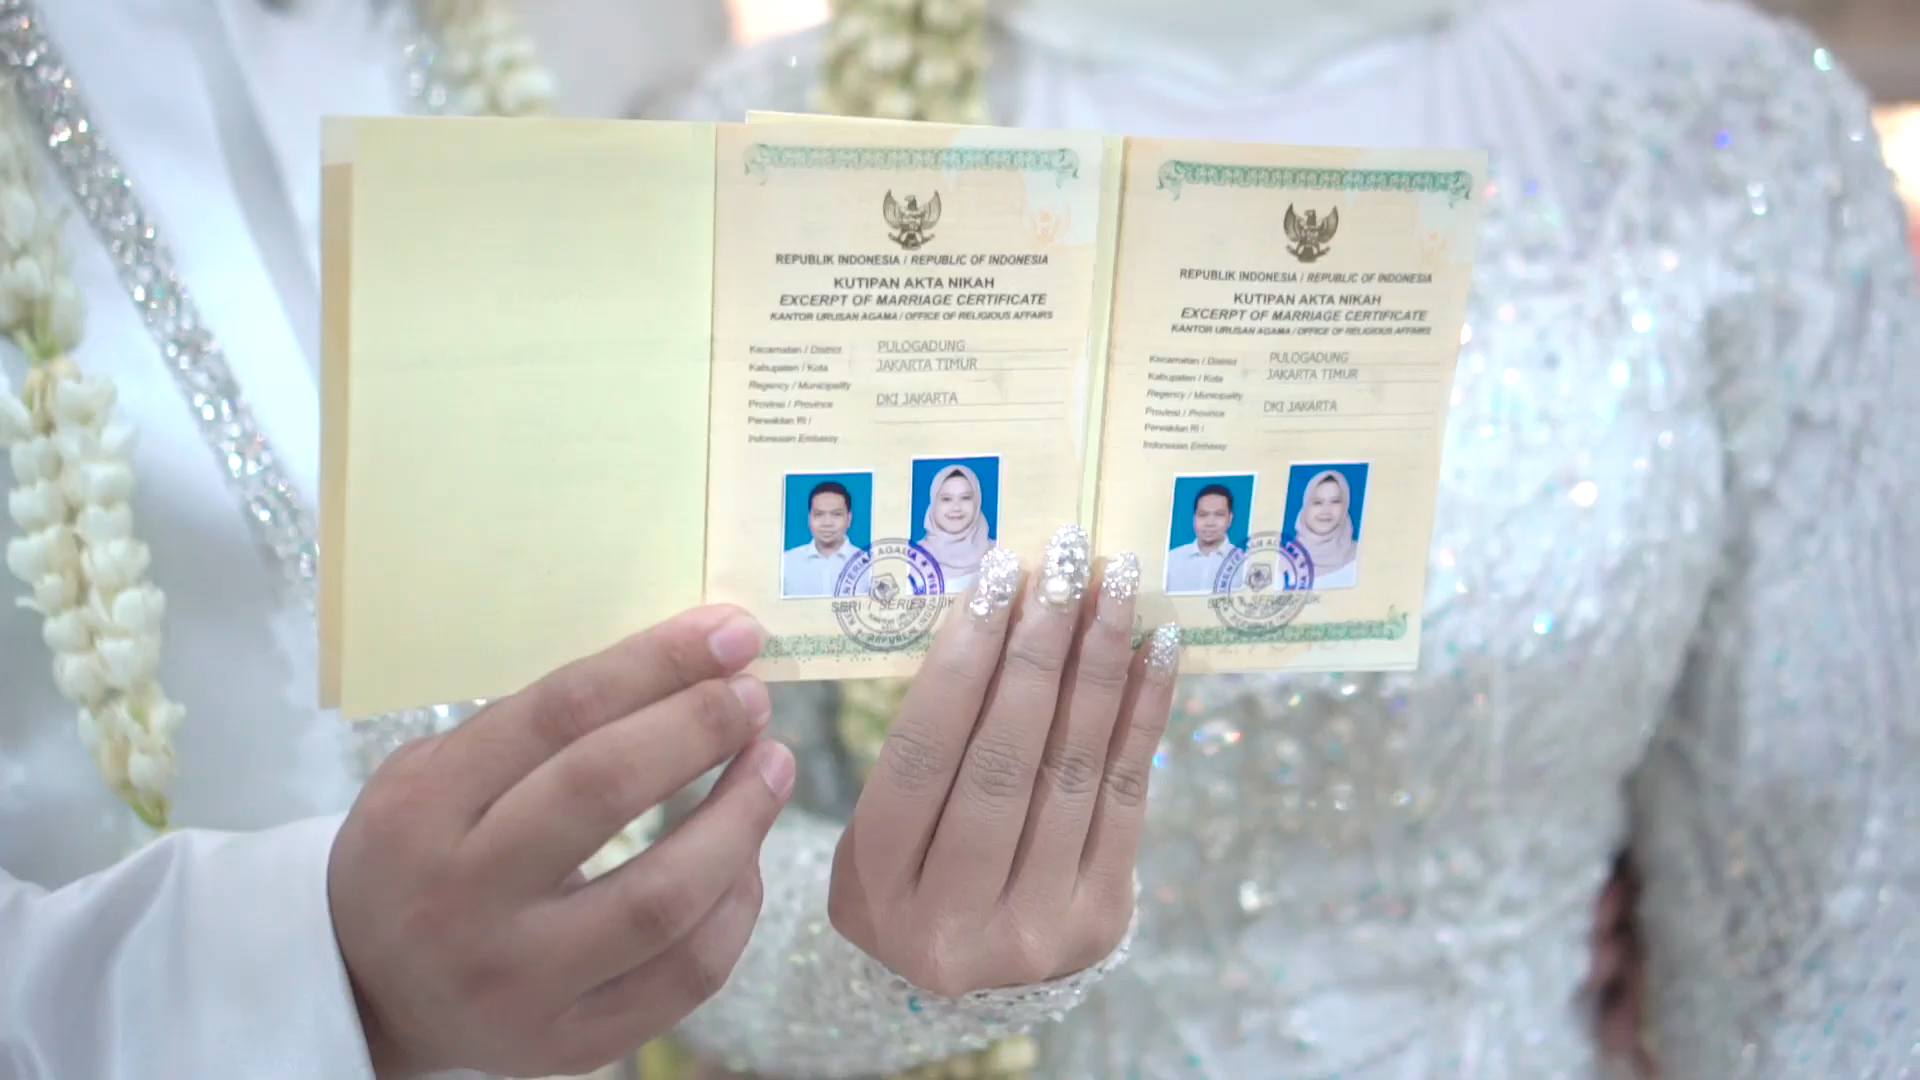 REPUBLIK INDONESIA / REPUBLIC OF INDONESIA
KUTIPAN AKTA NIKAH
EXCERPT OF MARRIAGE CERTIFICATE
KANTOR URUSAN AGAMA / OFFICE OF RELIGIOUS AFFAIRS
Kecamatan / District PULOGADUNG
Kabupaten / Kota JAKARTA TIMUR
Regency / Municipality
Provinsi / Province DKI JAKARTA
Perwakilan RI /
Indonesian Embassy
SERI / SERIES
REPUBLIK INDONESIA / REPUBLIC OF INDONESIA
KUTIPAN AKTA NIKAH
EXCERPT OF MARRIAGE CERTIFICATE
KANTOR URUSAN AGAMA / OFFICE OF RELIGIOUS AFFAIRS
Kecamatan / District PULOGADUNG
Kabupaten / Kota JAKARTA TIMUR
Regency / Municipality
Provinsi / Province DKI JAKARTA
Perwakilan RI /
Indonesian Embassy
SERIES